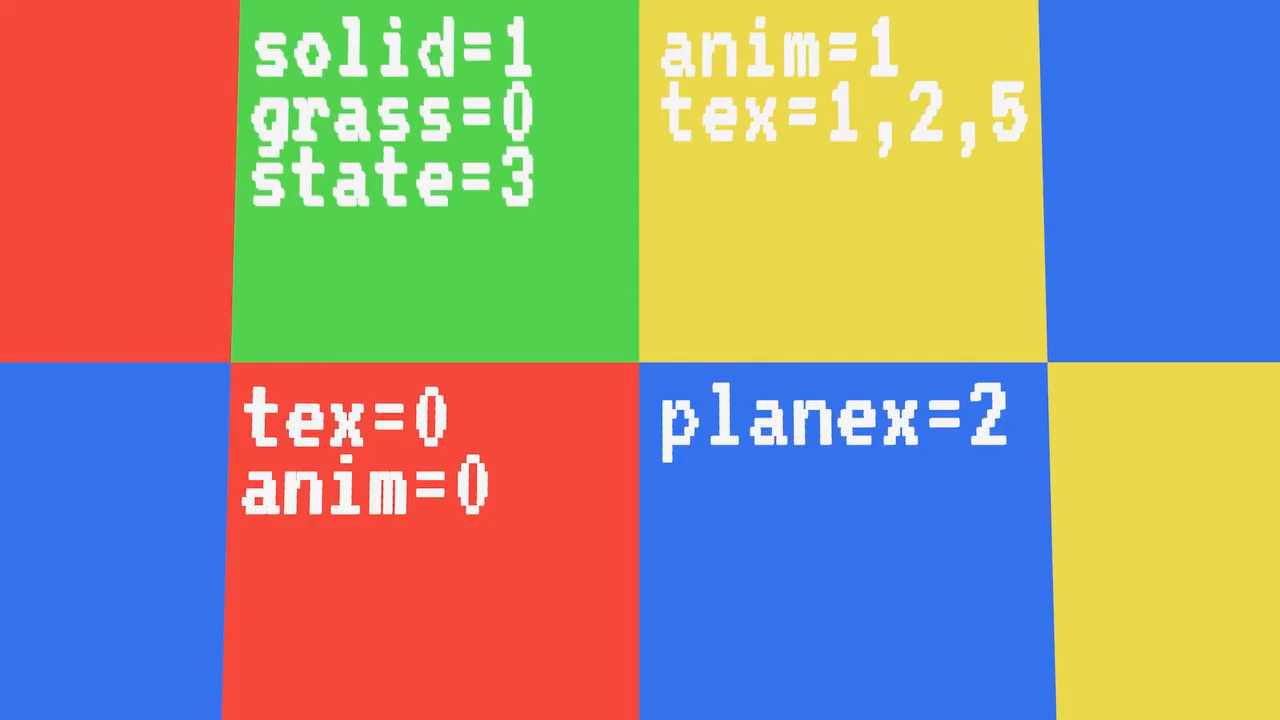 solid=1
grass=0
state=3
anim=1
tex=1,2,5
tex=0
anim=0
planex=2